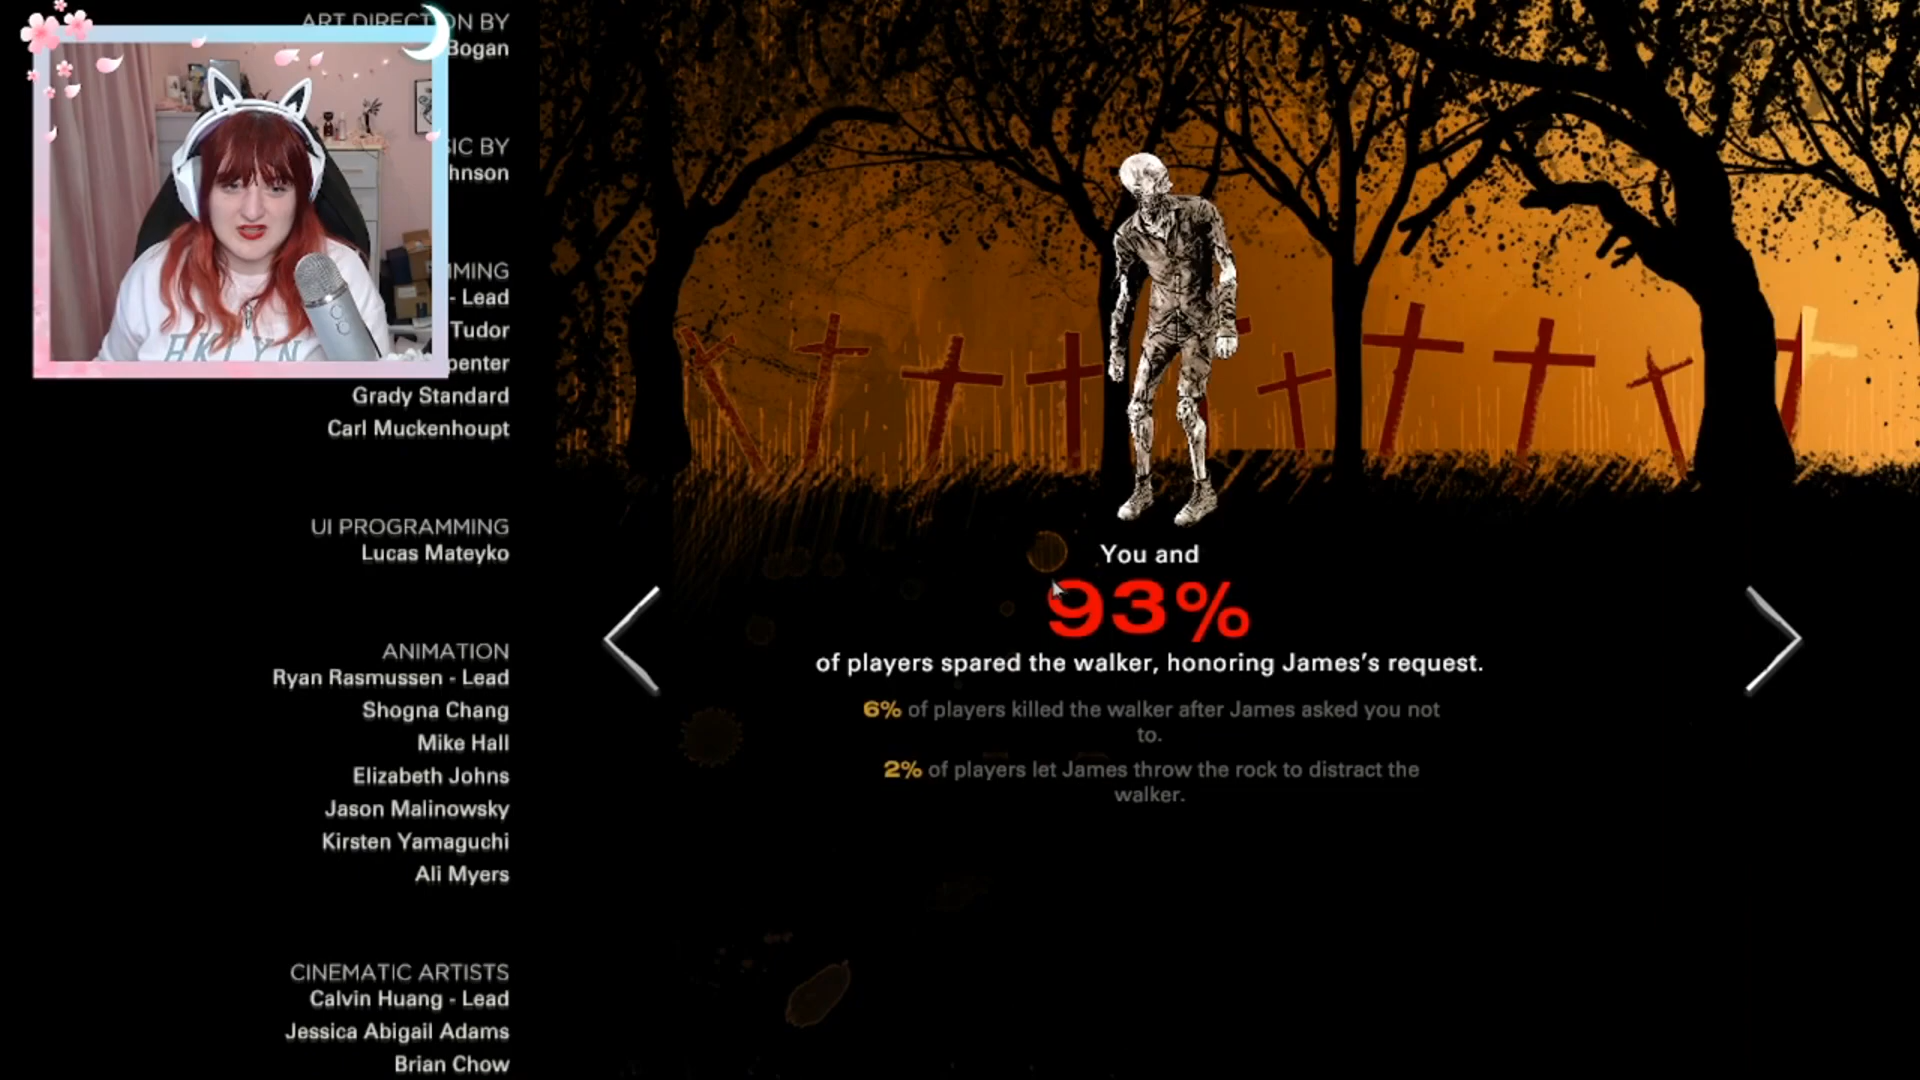 ART DIRECTION BY
Bogan
SIC BY
hnson
MMING
- Lead
Tudor
penter
Grady Standard
Carl Muckenhoupt
UI PROGRAMMING
Lucas Mateyko
ANIMATION
Ryan Rasmussen - Lead
Shogna Chang
Mike Hall
Elizabeth Johns
Jason Malinowsky
Kirsten Yamaguchi
Ali Myers
CINEMATIC ARTISTS
Calvin Huang - Lead
Jessica Abigail Adams
Brian Chow
You and
93%
of players spared the walker, honoring James's request.
6% of players killed the walker after James asked you not
to.
2% of players let James throw the rock to distract the
walker.